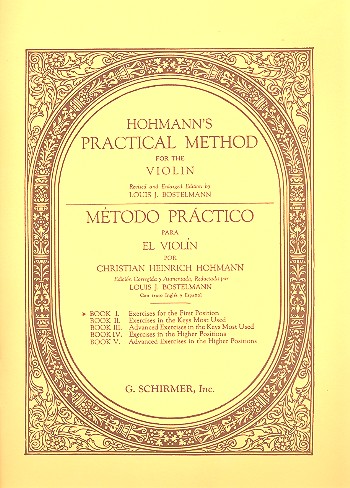 HOHMANN'S
PRACTICAL METHOD
FOR THE
VIOLIN
Revised and Enlarged Edition by
LOUIS J. BOSTELMANN
MÉTODO PRÁCTICO
PARA
EL VIOLÍN
POR
CHRISTIAN HEINRICH HOHMANN
Edición Corregida y Aumentada, Redactada por
LOUIS J BOSTELMANN
Con texto Inglés y Español
BOOK I. Exercises for the First Position
BOOK II. Exercises in the Keys Most Used
BOOK III. Advanced Exercises in the Keys Most Used
BOOK IV. Exercises in the Higher Positions
BOOK V. Advanced Exercises in the Higher Positions
G. SCHIRMER, Inc.